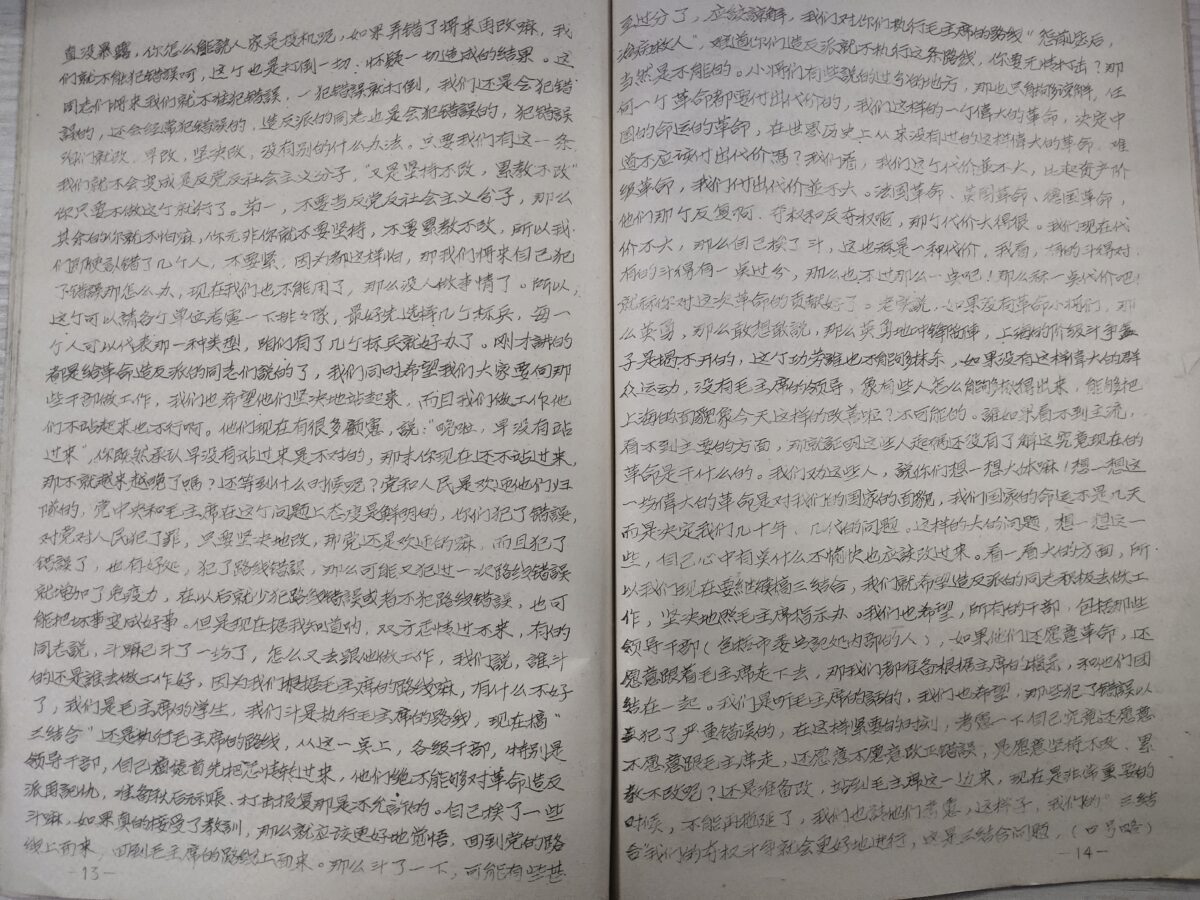 直没暴露,你怎么能说人家是投机呢,如果弄错了将来再改嘛,我
们就不能犯错误呵,这个也是打倒一切、怀疑一切造成的结果。这
同志们将来我们就不准犯错误,一犯错误就打倒,我们还是会犯错
误的,还会经常犯错误的,造反派的同志也是会犯错误的,犯错误
咱们就改,早改,坚决改,没有别的什么办法。只要我们有这一条,
我们就不会变成是反党反社会主义分子,“又是坚持不改,累教不改”
你只要不做这个就行了。第一,不要当反党反社会主义分子,那么
其余的你就不怕嘛,你无非你就不要坚持,不要累教不改,所以我
们即使认错了几个人,不要紧,因为都这样怕,那我们将来自己犯
了错误那怎么办,现在我们也不能用了,那么没人做事情了。所以,
这个可以请各个单位考虑一下排々队,最好先选择几个标兵,每一
个人可以代表那一种类型,咱们有了几个标兵就好办了。刚才讲的
都是给革命造反派的同志们说的了,我们同时希望我们大家要向那
些干部做工作,我们也希望他们坚决地站起来,而且我们做工作他
们不站起来也不行啊。他们现在有很多顾虑,说:“晚啦,早没有站
过来”,你既然承认早没有站过来是不对的,那末你现在还不站过来,
那不就越来越晚了吗?还等到什么时候呢?党和人民是欢迎他们归
队的,党中央和毛主席在这个问题上态度是鲜明的,你们犯了错误,
对党对人民犯了罪,只要坚决地改,那党还是欢迎的嘛,而且犯了
错误了,也有好处,犯了路线错误,那么可能又犯过一次路线错误
就增加了免疫力,在以后就少犯路线错误或者不犯路线错误,也可
能把坏事变成好事。但是现在据我知道的,双方忌情过不来,有的
同志说,斗嘛已斗了一场了,怎么又去跟他做工作,我们说,谁斗
的还是谁去做工作好,因为我们根据毛主席的路线嘛,有什么不好
了,我们是毛主席的学生,我们斗是执行毛主席的路线,现在搞“
三结合”还是执行毛主席的路线,从这一点上,各级干部,特别是
领导干部,自己应该首先把忌情转过来,他们绝不能够对革命造反
派用记仇,准备秋后算账、打击报复那是不允许的。自己挨了一些
斗嘛,如果真的接受了教训,那么就应该更好地觉悟,回到党的路
线上面来,回到毛主席的路线上面来。那么斗了一下,可能有些甚
-13-
至过分了,应该谅解,我们对你们执行毛主席的路线“惩前毖后,
治病救人”,难道你们造反派就不执行这条路线,你要无情打击?那
当然是不能的。小将们有些说的过分的地方,那也只能够谅解,任
何一个革命都要付出代价的,我们这样的一个伟大的革命,决定中
国的命运的革命,在世界历史上从来没有过的这样伟大的革命,难
道不应该付出代价吗?我们看,我们这个代价并不大,比起资产阶
级革命,我们付出代价并不大。法国革命、英国革命、德国革命,
他们那个反复啊、夺权和反夺权啦,那个代价大得很。我们现在代
价不大,那么自己挨了斗,这也算是一种代价,我看,有的斗得对,
有的斗得有一点过分,那么也不过那么一点吧!那么算一点代价吧!
就算你对这次革命的贡献好了。老实说,如果没有革命小将们,那
么英勇,那么敢想敢说,那么英勇地冲锋陷阵,上海的阶级斗争盖
子是揭不开的,这个功劳谁也不能够抹杀,如果没有这样伟大的群
众运动,没有毛主席的领导,象有些人怎么能够揪得出来,能够把
上海的面貌象今天这样的改善啦?不可能的。谁如果看不到主流,
看不到主要的方面,那就说明这些人起码还没有了解这究竟现在的
革命是干什么的。我们劝这些人,说你们想一想大体嘛!想一想这
一场伟大的革命是对我们的国家的面貌,我们国家的命运不是几天
而是决定我们几十年、几代的问题。这样的大的问题,想一想这一
些,自己心中有点什么不愉快也应该改过来。看一看大的方面,所
以我们现在要继续搞三结合,我们就希望造反派的同志积极去做工
作,坚决地照毛主席指示办。我们也希望,所有的干部,包括那些
领导干部(包括市委与书记处内部的人),如果他们还愿意革命,还
愿意跟着毛主席走下去,那我们都准备根据主席的指示,和他们团
结在一起。我们是听毛主席的话的,我们也希望,那些犯了错误以
至犯了严重错误的,在这样紧要的时刻,考虑一下自己究竟还愿意
不愿意跟毛主席走,还愿意不愿意改正错误,是愿意坚持不改、累
教不改呢?还是准备改,站到毛主席这一边来,现在是非常重要的
时候,不能再拖延了,我们也请他们考虑,这样子,我们的“三结
合”我们的夺权斗争就会更好地进行,这是三结合问题,(口号略)
-14-